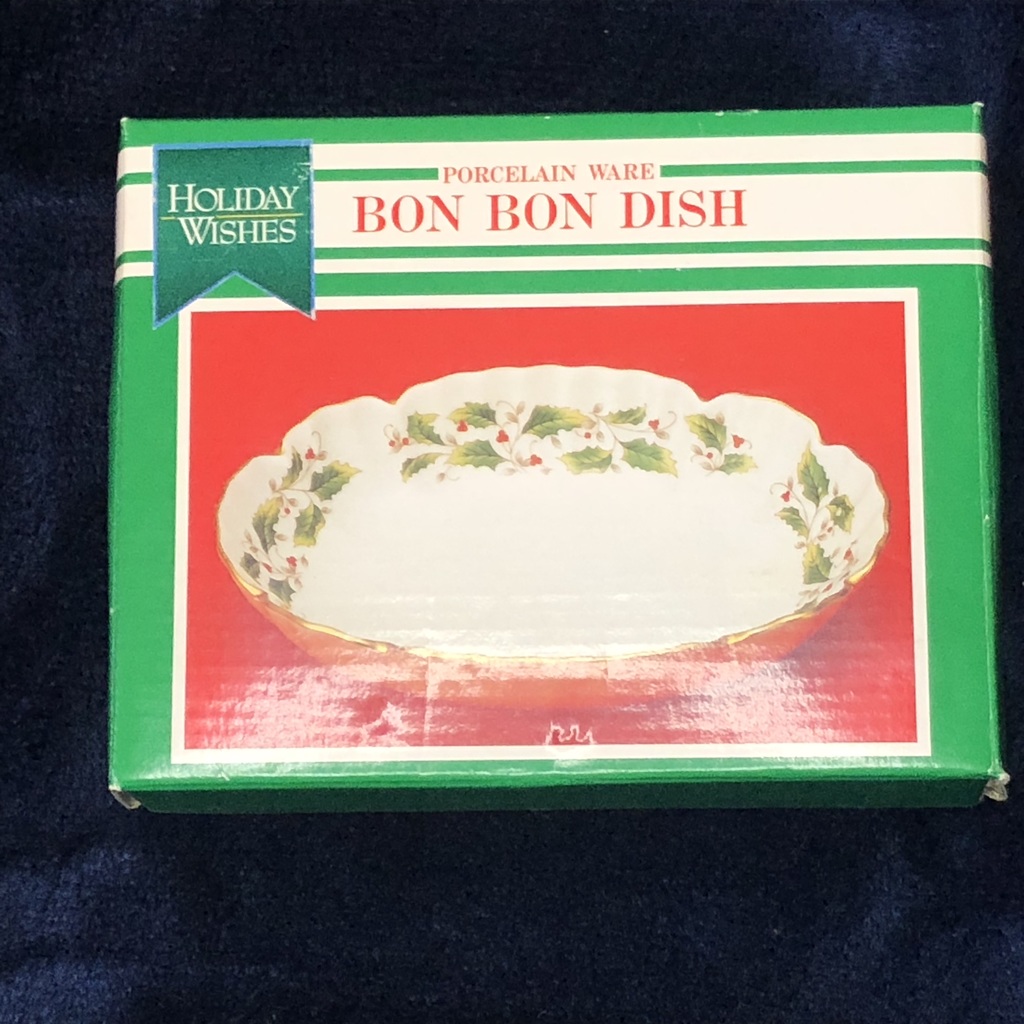 HOLIDAY
WISHES
PORCELAIN WARE
BON BON DISH